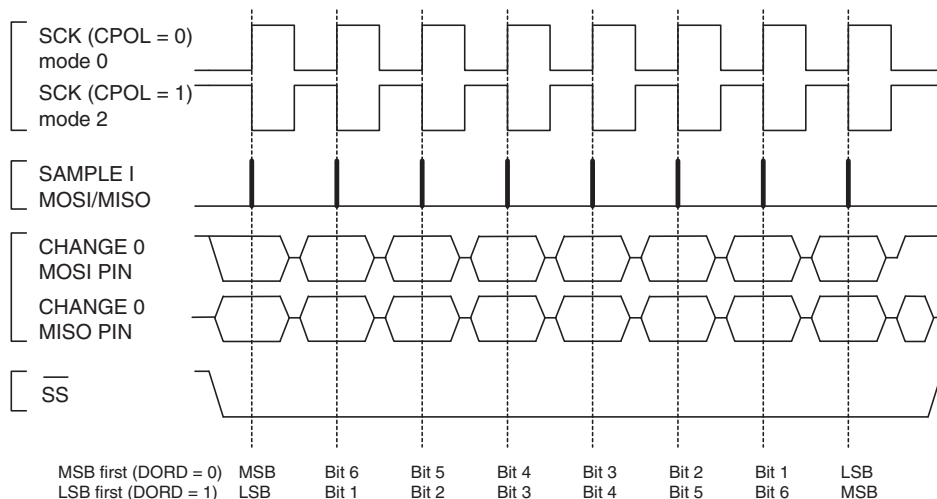 SCK (CPOL = 0)
mode 0
SCK (CPOL = 1)
mode 2
SAMPLE I
MOSI/MISO
CHANGE 0
MOSI PIN
CHANGE 0
MISO PIN
SS
MSB first (DORD = 0) MSB Bit 6 Bit 5 Bit 4 Bit 3 Bit 2 Bit 1 LSB
LSB first (DORD = 1) LSB Bit 1 Bit 2 Bit 3 Bit 4 Bit 5 Bit 6 MSB